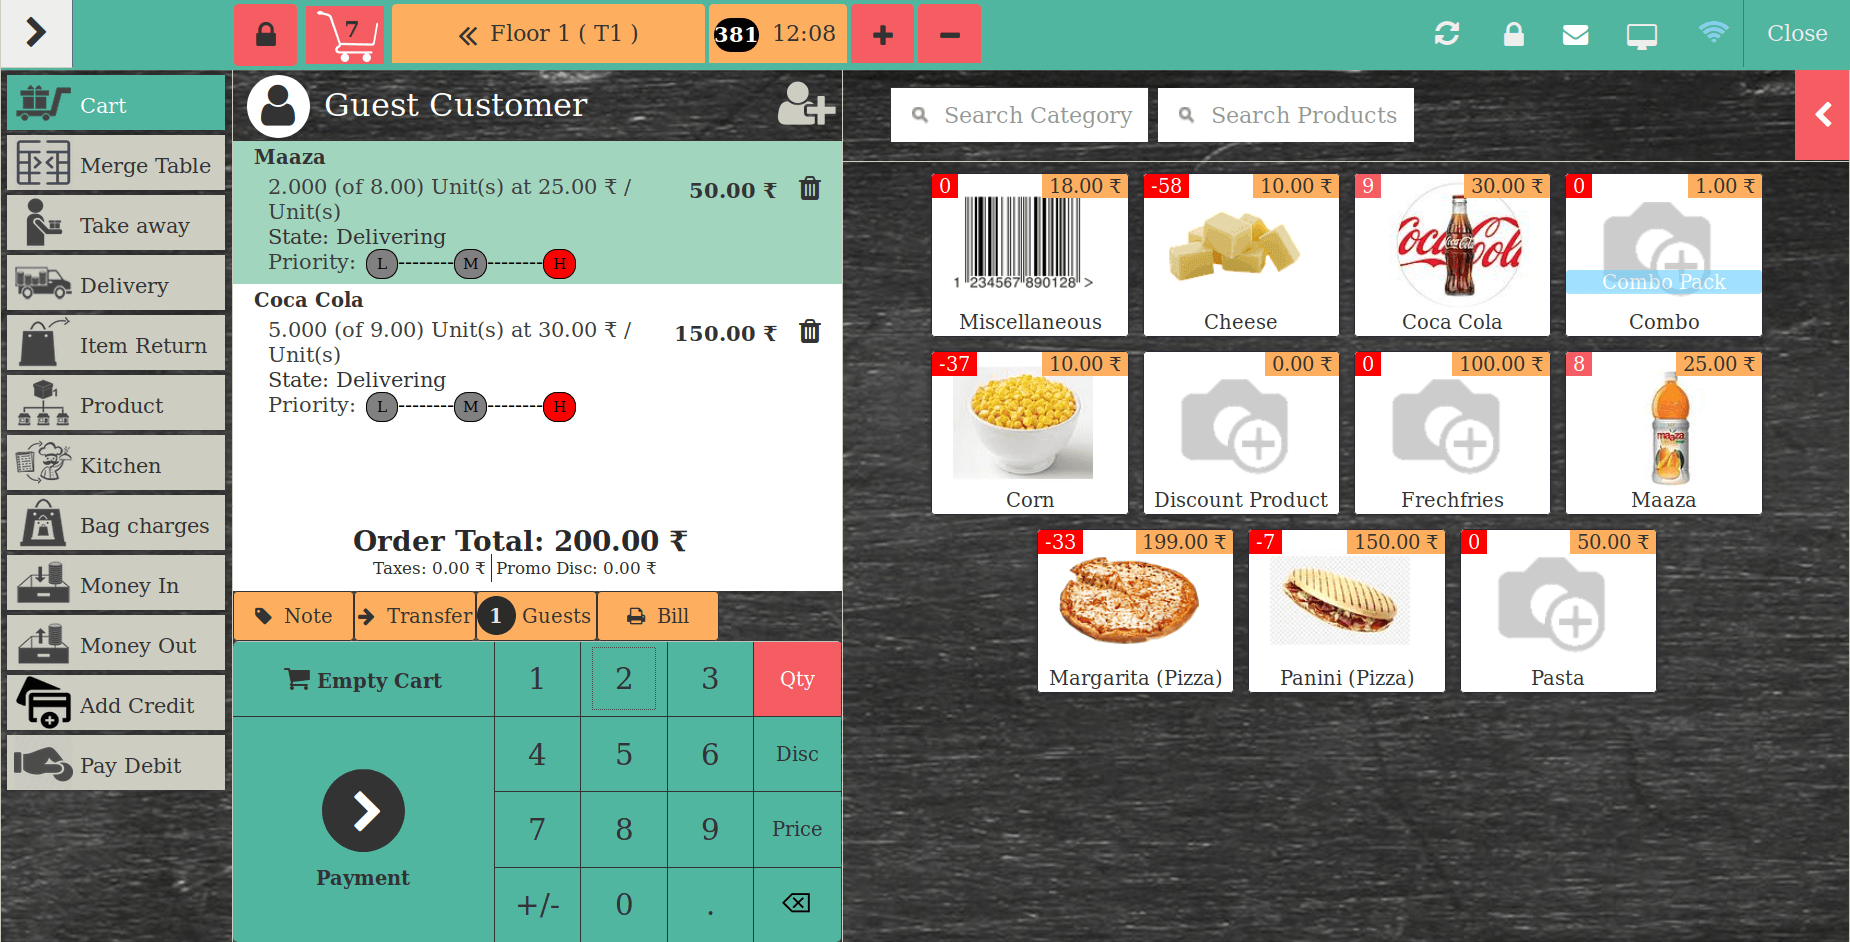 7
Floor 1 ( T1 )
381 12:08
Close
Cart
Merge Table
Take away
Delivery
Item Return
Product
Kitchen
Bag charges
Money In
Money Out
Add Credit
Pay Debit
Guest Customer
Maaza
2.000 (of 8.00) Unit(s) at 25.00 ₹ /
Unit(s)
50.00 ₹
State: Delivering
Priority: L--------M--------H
Coca Cola
5.000 (of 9.00) Unit(s) at 30.00 ₹ /
Unit(s)
150.00 ₹
State: Delivering
Priority: L--------M--------H
Order Total: 200.00 ₹
Taxes: 0.00 ₹ Promo Disc: 0.00 ₹
Note
Transfer
1 Guests
Bill
Empty Cart
1 2 3 Qty
4 5 6 Disc
7 8 9 Price
+/- 0 .
Payment
Search Category
Search Products
0 18.00 ₹
1 234567 890128 >
Miscellaneous
-58 10.00 ₹
Cheese
9 30.00 ₹
Coca Cola
Coca Cola
0 1.00 ₹
Combo Pack
Combo
-37 10.00 ₹
Corn
0.00 ₹
Discount Product
0 100.00 ₹
Frechfries
8 25.00 ₹
maaza
Maaza
-33 199.00 ₹
Margarita (Pizza)
-7 150.00 ₹
Panini (Pizza)
0 50.00 ₹
Pasta